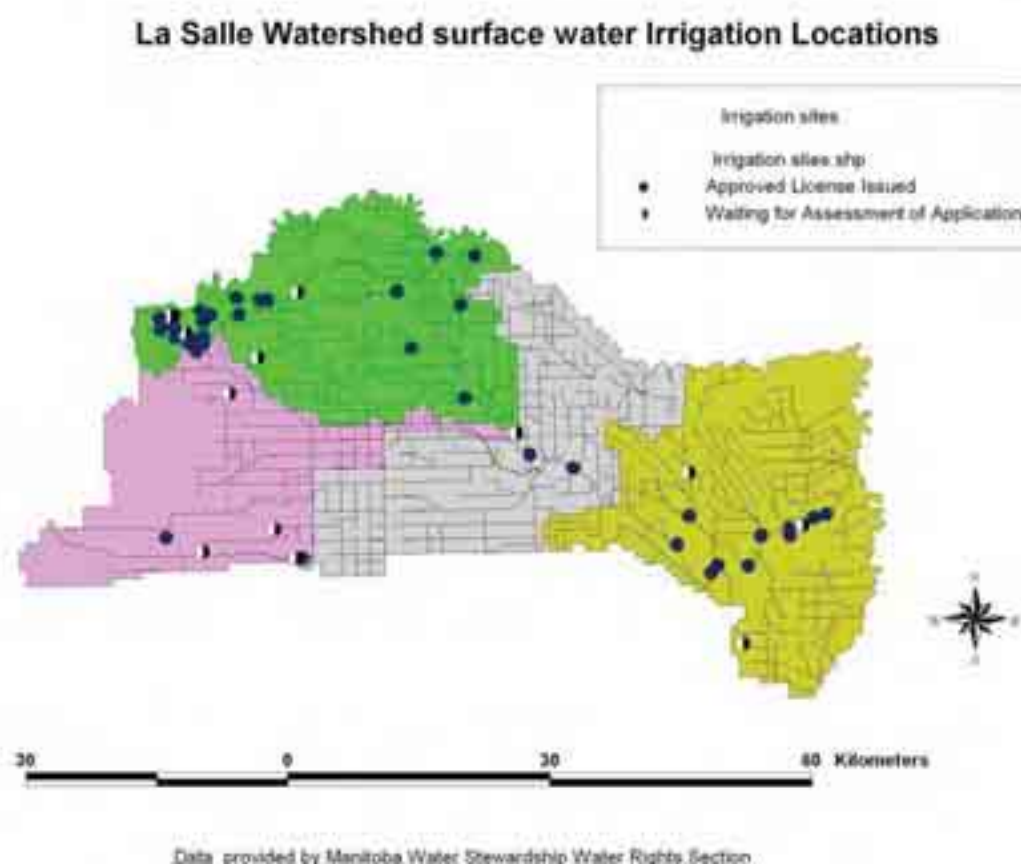 La Salle Watershed surface water Irrigation Locations
Irrigation sites
Irrigation sites.shp
Approved License Issued
Waiting for Assessment of Application
30 0 30 60 Kilometers
Data provided by Manitoba Water Stewardship Water Rights Section